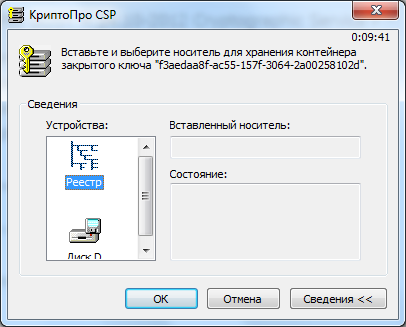 КриптоПро CSP
0:09:41
Вставьте и выберите носитель для хранения контейнера
закрытого ключа "f3aedaa8f-ac55-157f-3064-2a00258102d".
Сведения
Устройства:
Вставленный носитель:
Реестр
Состояние:
Диск D
ОК
Отмена
Сведения <<